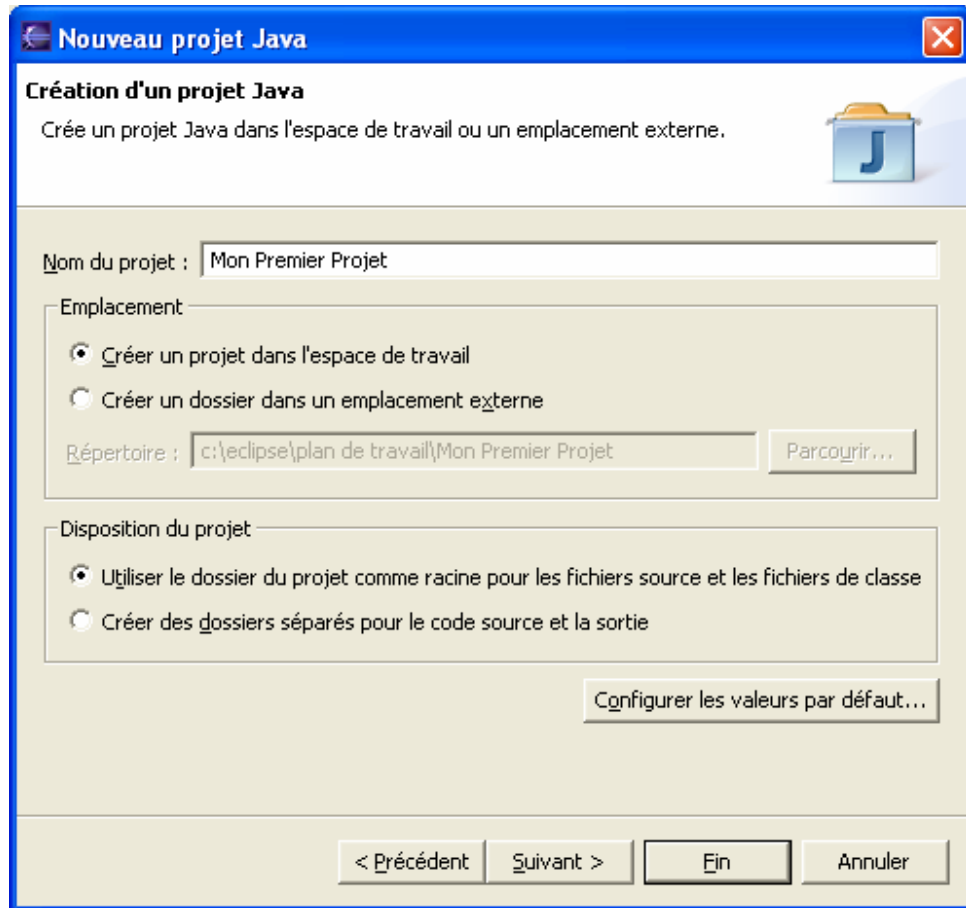 Nouveau projet Java
Création d'un projet Java
Crée un projet Java dans l'espace de travail ou un emplacement externe.
J
Nom du projet : Mon Premier Projet
Emplacement
Créer un projet dans l'espace de travail
Créer un dossier dans un emplacement externe
Répertoire : c:\eclipse\plan de travail\Mon Premier Projet Parcourir...
Disposition du projet
Utiliser le dossier du projet comme racine pour les fichiers source et les fichiers de classe
Créer des dossiers séparés pour le code source et la sortie
Configurer les valeurs par défaut...
< Précédent Suivant > Fin Annuler